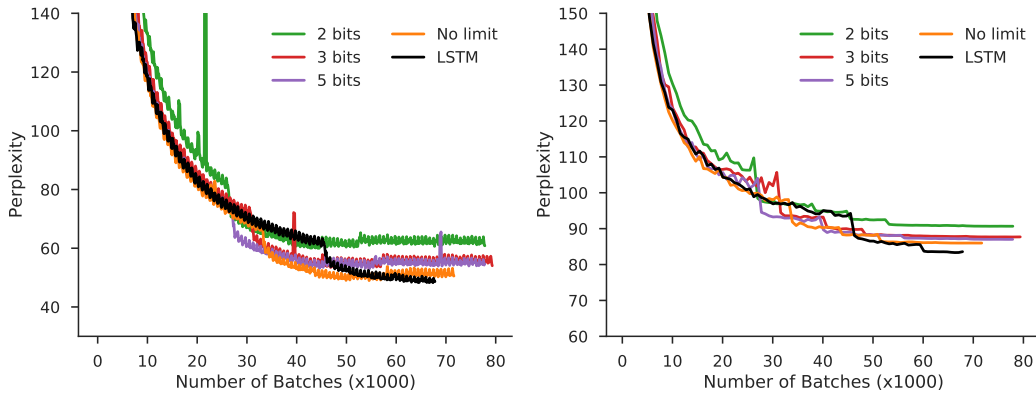 140
120
100
80
60
40
Perplexity
2 bits
3 bits
5 bits
No limit
LSTM
0 10 20 30 40 50 60 70 80
Number of Batches (x1000)
150
140
130
120
110
100
90
80
70
60
Perplexity
2 bits
3 bits
5 bits
No limit
LSTM
0 10 20 30 40 50 60 70 80
Number of Batches (x1000)